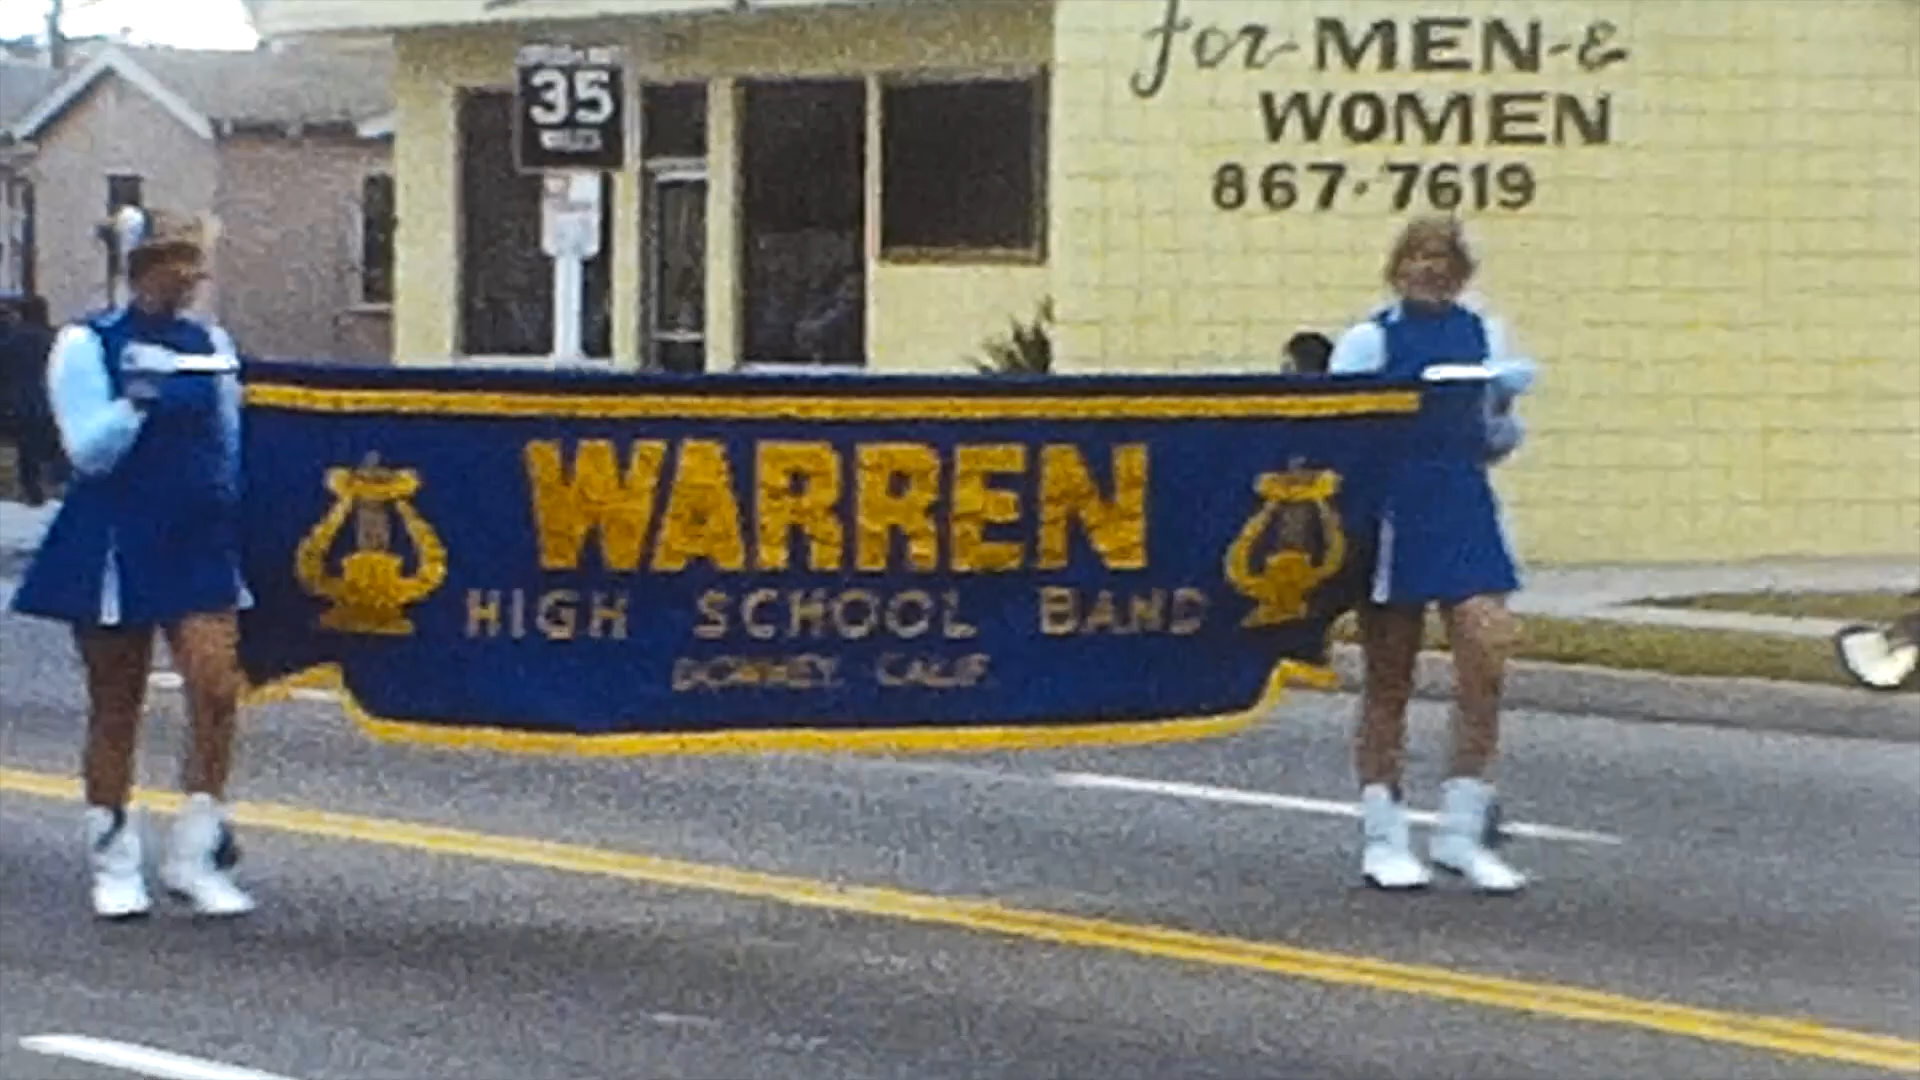 for MEN-&
WOMEN
867-7619
35
WARREN
HIGH SCHOOL BAND
DOWNEY CALIF.